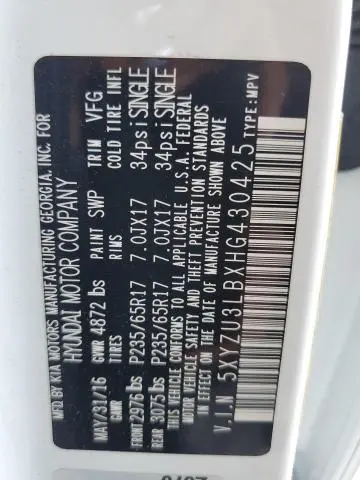 MFD BY KIA MOTORS MANUFACTURING GEORGIA, INC. FOR
HYUNDAI MOTOR COMPANY
MAY/31/16 GVWR 4872 lbs PAINT SWP TRIM VFG
GAWR TIRES RIMS COLD TIRE INFL
FRONT 2976 lbs P235/65R17 7.0JX17 34psi SINGLE
REAR 3075 lbs P235/65R17 7.0JX17 34psi SINGLE
THIS VEHICLE CONFORMS TO ALL APPLICABLE U.S.A. FEDERAL
MOTOR VEHICLE SAFETY AND THEFT PREVENTION STANDARDS
IN EFFECT ON THE DATE OF MANUFACTURE SHOWN ABOVE
V.I.N 5XYZU3LBXHG430425 TYPE:MPV